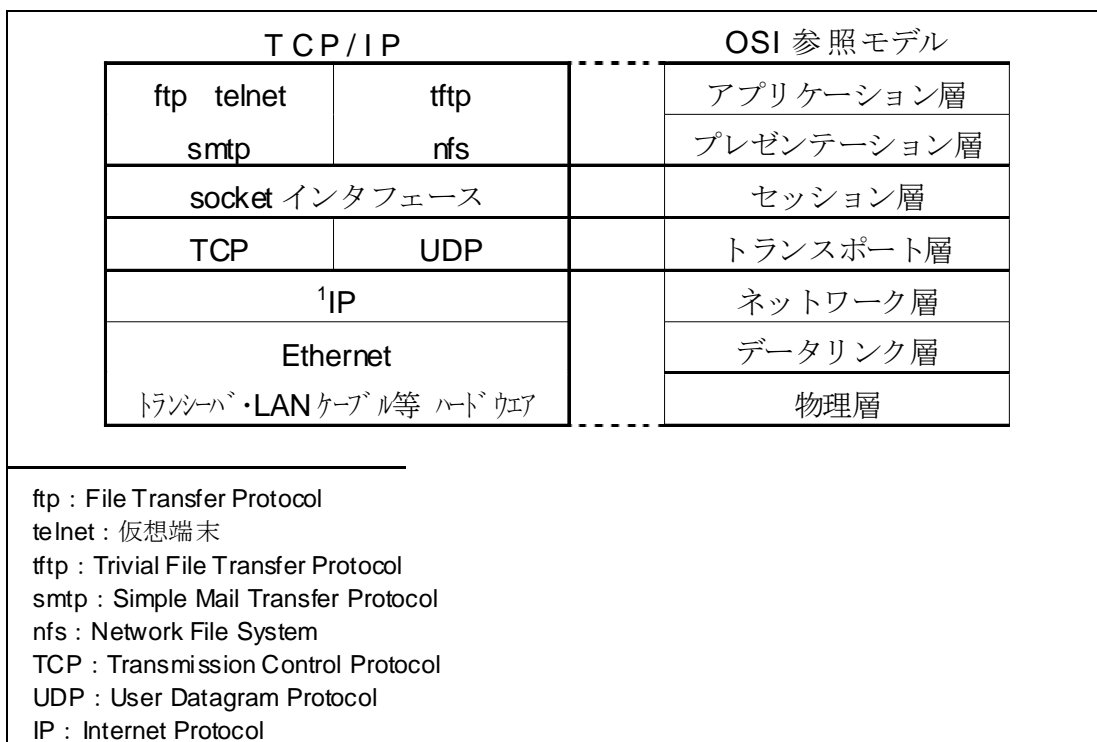 TCP/IP OSI 参照モデル
ftp telnet tftp アプリケーション層
smtp nfs プレゼンテーション層
socket インタフェース セッション層
TCP UDP トランスポート層
¹IP ネットワーク層
Ethernet データリンク層
トランシーバ・LANケーブル等 ハードウエア 物理層
ftp：File Transfer Protocol
telnet：仮想端末
tftp：Trivial File Transfer Protocol
smtp：Simple Mail Transfer Protocol
nfs：Network File System
TCP：Transmission Control Protocol
UDP：User Datagram Protocol
IP：Internet Protocol